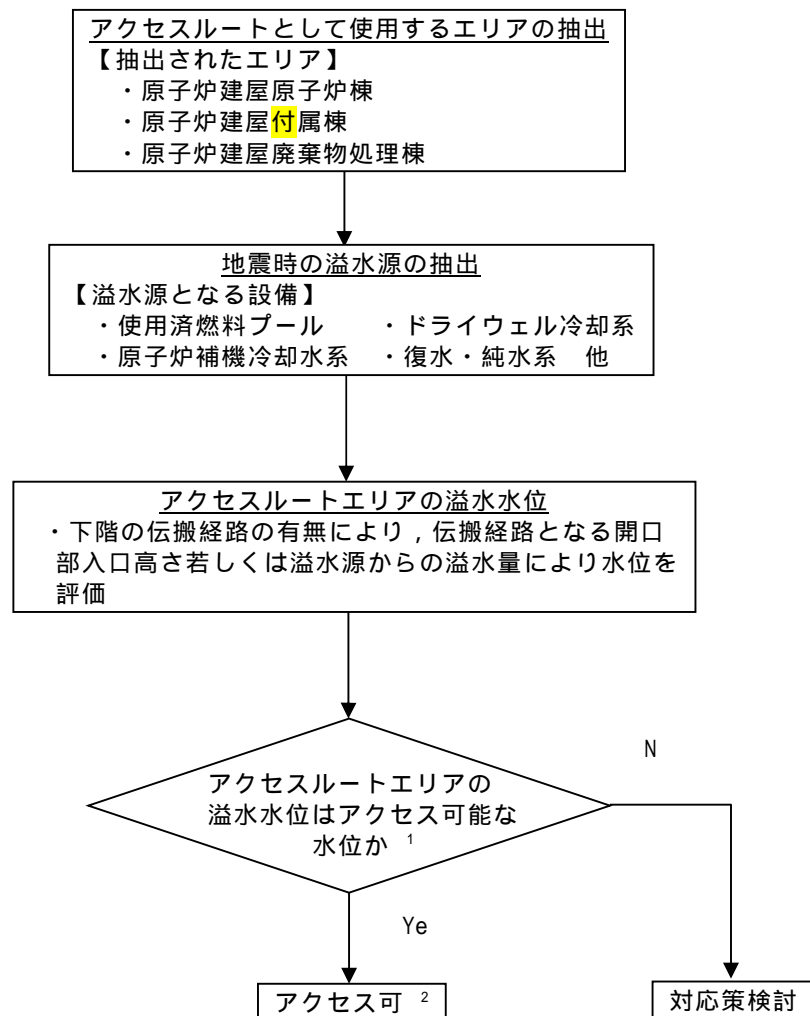 アクセスルートとして使用するエリアの抽出
【抽出されたエリア】
・原子炉建屋原子炉棟
・原子炉建屋付属棟
・原子炉建屋廃棄物処理棟
地震時の溢水源の抽出
【溢水源となる設備】
・使用済燃料プール ・ドライウェル冷却系
・原子炉補機冷却水系 ・復水・純水系 他
アクセスルートエリアの溢水水位
・下階の伝搬経路の有無により,伝搬経路となる開口
部入口高さ若しくは溢水源からの溢水量により水位を
評価
アクセスルートエリアの
溢水水位はアクセス可能な
水位か 1
N
Ye
アクセス可 2
対応策検討